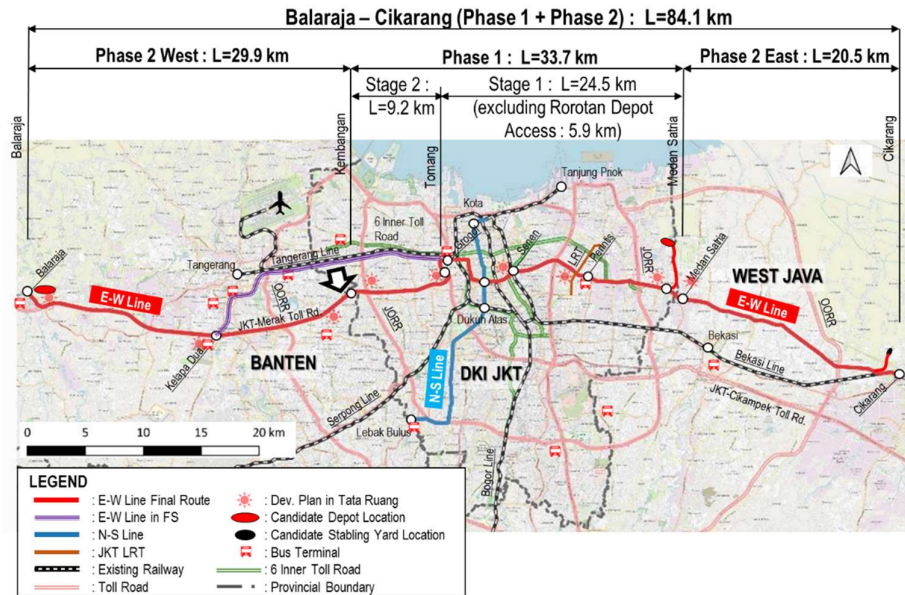 Balaraja – Cikarang (Phase 1 + Phase 2) : L=84.1 km
Phase 2 West : L=29.9 km
Phase 1 : L=33.7 km
Phase 2 East : L=20.5 km
Stage 2 :
L=9.2 km
Stage 1 : L=24.5 km
(excluding Rorotan Depot
Access : 5.9 km)
Balaraja
Kembangan
Tomang
Medan Satria
Cikarang
Tanjung Priok
Kota
6 Inner Toll
Road
Tangerang Line
Tangerang
Grogol
Senen
LRT
Perintis
JORR
Medan Satria
WEST JAVA
Balaraja
E-W Line
OCRR
JKT-Merak Toll Rd.
Kelapa Dua
BANTEN
JORR
Dukuh Atas
N-S Line
DKI JKT
E-W Line
OORR
Bekasi
Bekasi Line
Cikarang
JKT-Cikampek Toll Rd.
Serpong Line
Lebak Bulus
Bogor Line
0 5 10 15 20 km
LEGEND
: E-W Line Final Route
: E-W Line in FS
: N-S Line
: JKT LRT
: Existing Railway
: Toll Road
: Dev. Plan in Tata Ruang
: Candidate Depot Location
: Candidate Stabling Yard Location
: Bus Terminal
: 6 Inner Toll Road
: Provincial Boundary